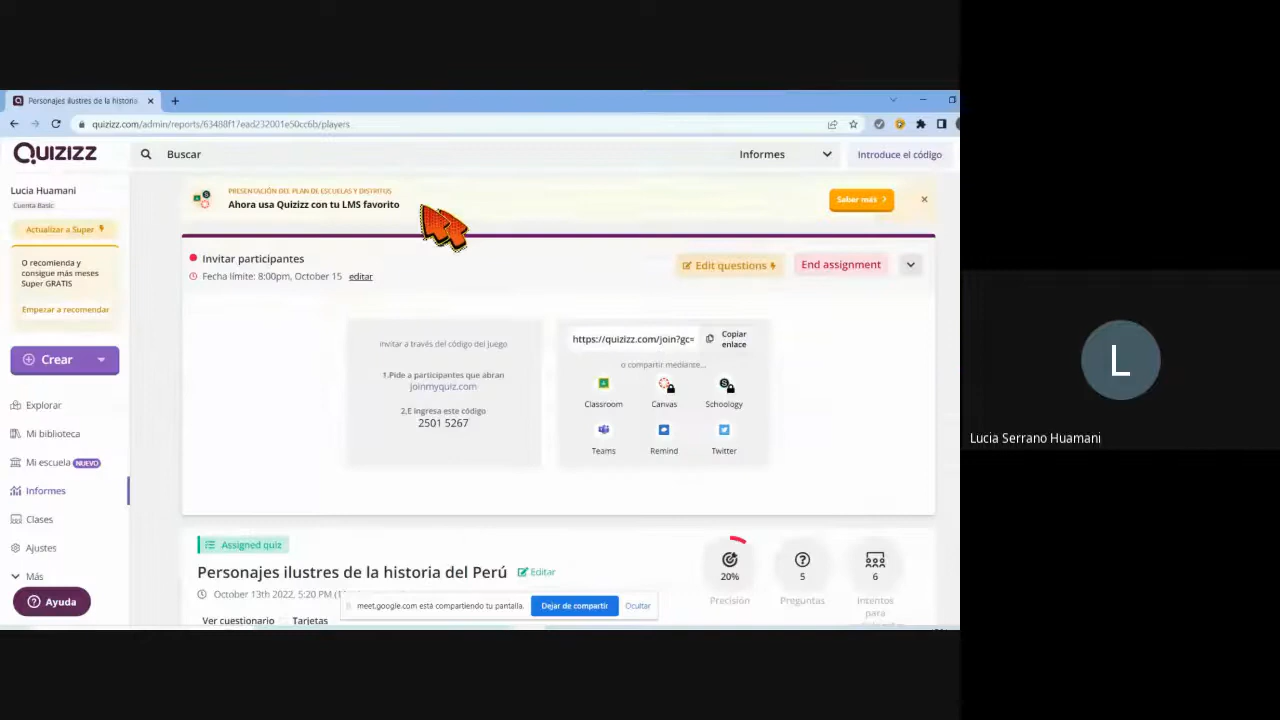 Personajes ilustres de la historia
quizizz.com/admin/reports/63488f17ead232001e50cc6b/players
QUIZIZZ
Buscar
Informes
Introduce el código
Lucia Huamani
Cuenta Basic
Actualizar a Super
O recomienda y
consigue más meses
Super GRATIS
Empezar a recomendar
Crear
Explorar
Mi biblioteca
Mi escuela NUEVO
Informes
Clases
Ajustes
Más
Ayuda
PRESENTACIÓN DEL PLAN DE ESCUELAS Y DISTRITOS
Ahora usa Quizizz con tu LMS favorito
Saber más
Invitar participantes
Fecha límite: 8:00pm, October 15 editar
Edit questions
End assignment
Invitar a través del código del juego
1.Pide a participantes que abran
joinmyquiz.com
2,E ingresa este código
2501 5267
https://quizizz.com/join?gc=
Copiar
enlace
o compartir mediante...
Classroom
Canvas
Schoology
Teams
Remind
Twitter
Assigned quiz
Personajes ilustres de la historia del Perú
Editar
October 13th 2022, 5:20 PM
Ver cuestionario
Tarjetas
20%
Precisión
5
Preguntas
6
Intentos
para
meet.google.com está compartiendo tu pantalla.
Dejar de compartir
Ocultar
L
Lucia Serrano Huamani